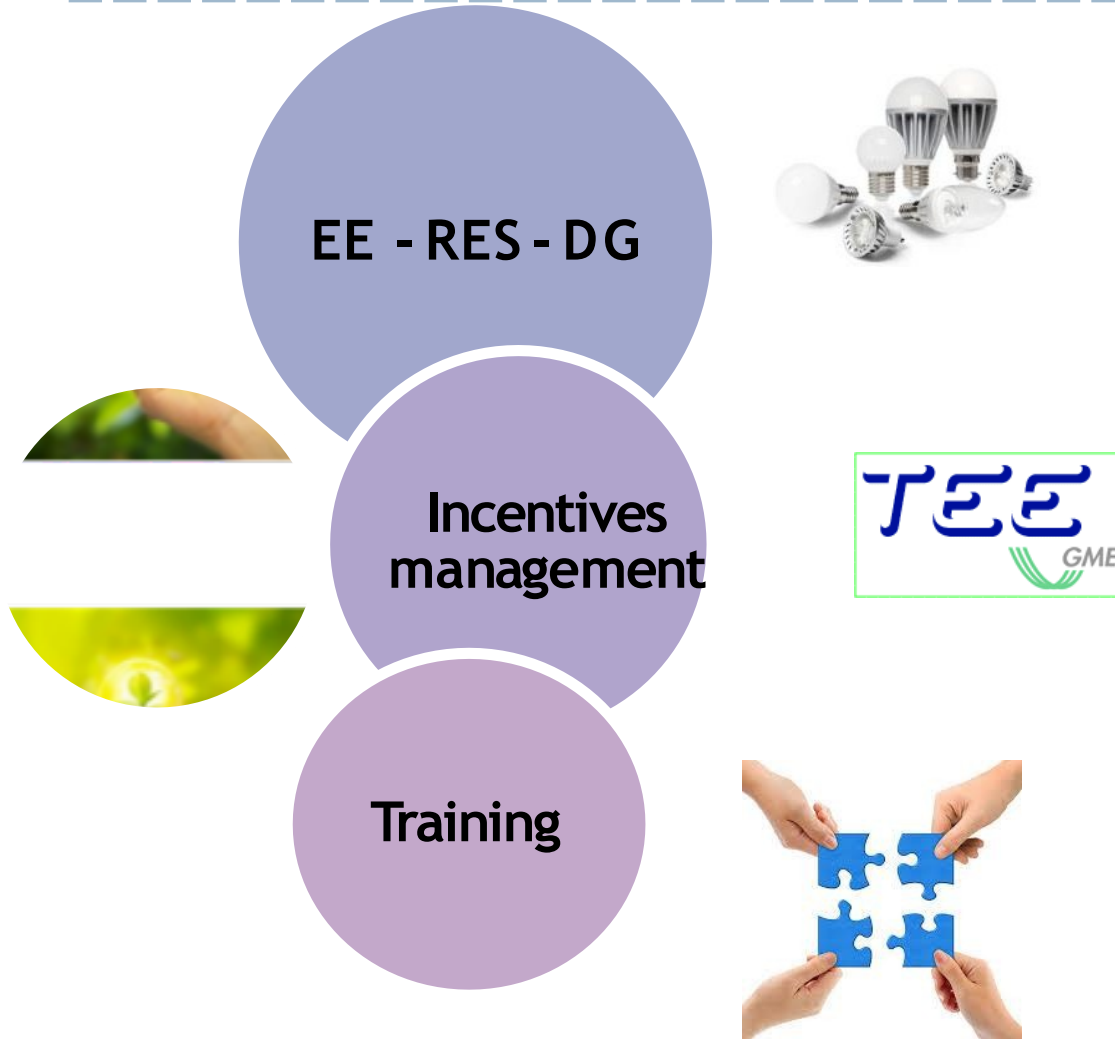 EE - RES - DG
Incentives
management
TEE
GME
Training